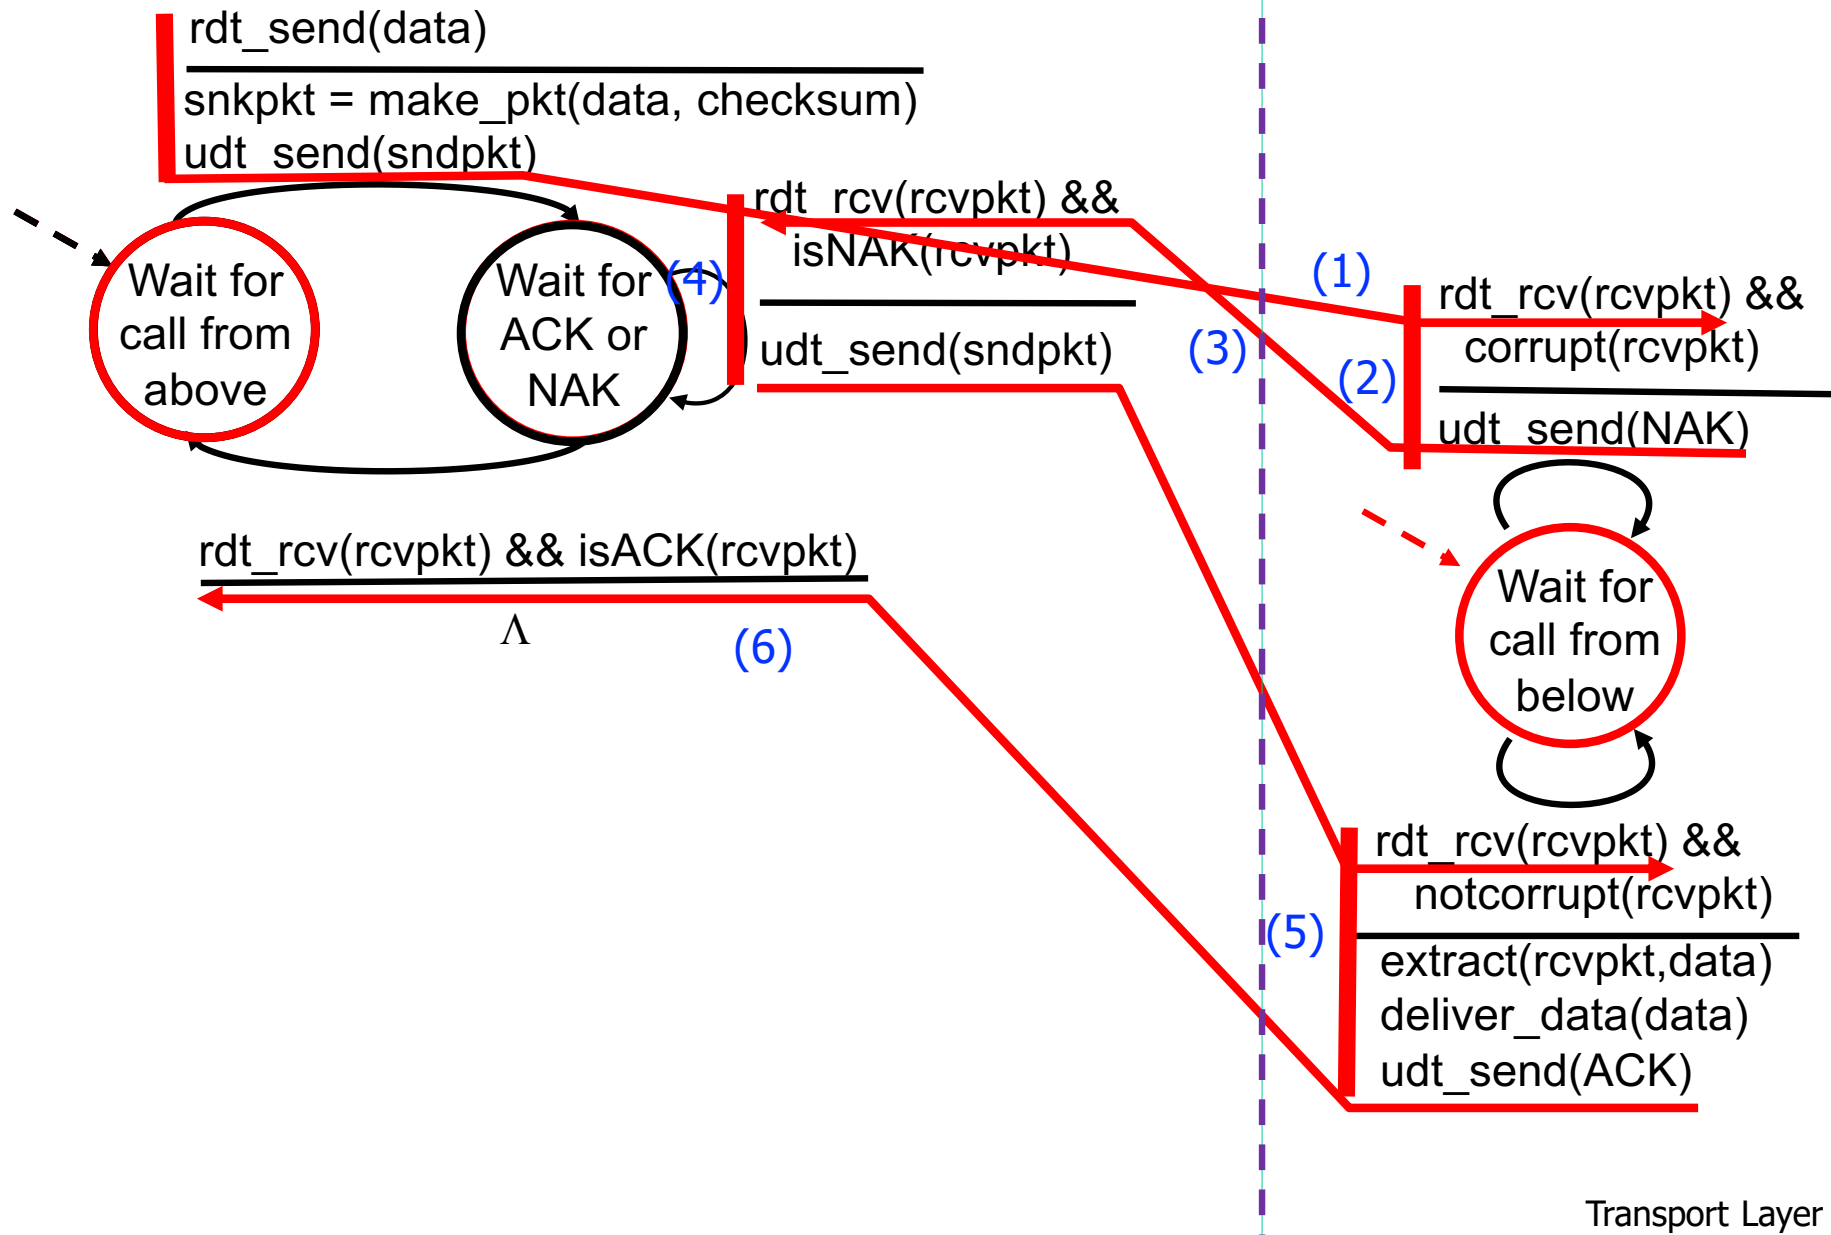 rdt_send(data)
snkpkt = make_pkt(data, checksum)
udt_send(sndpkt)
Wait for
call from
above
Wait for
ACK or
NAK
(4)
rdt_rcv(rcvpkt) &&
isNAK(rcvpkt)
udt_send(sndpkt)
(1)
(3)
(2)
rdt_rcv(rcvpkt) &&
corrupt(rcvpkt)
udt_send(NAK)
rdt_rcv(rcvpkt) && isACK(rcvpkt)
Λ
(6)
Wait for
call from
below
(5)
rdt_rcv(rcvpkt) &&
notcorrupt(rcvpkt)
extract(rcvpkt,data)
deliver_data(data)
udt_send(ACK)
Transport Layer